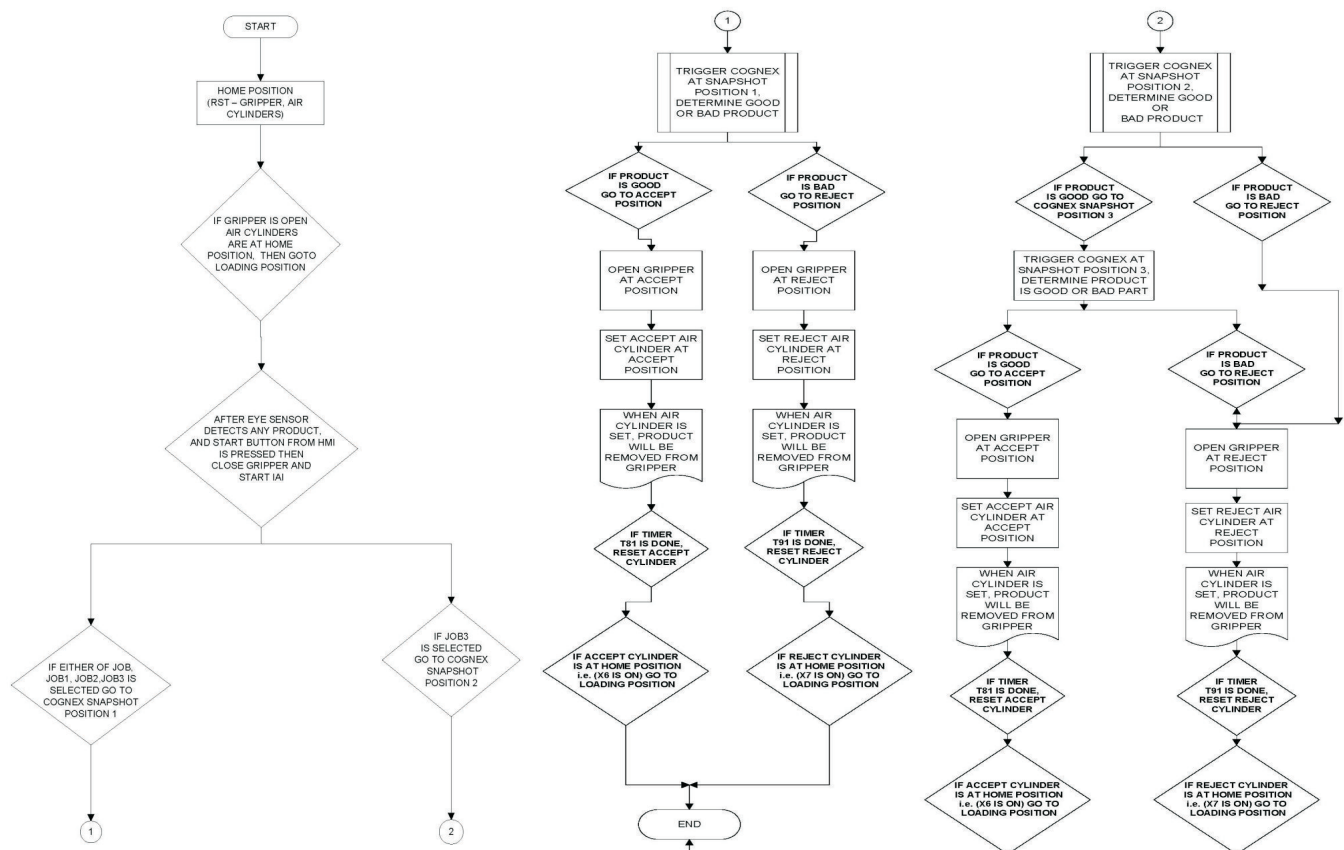 START
HOME POSITION
(RST – GRIPPER, AIR
CYLINDERS)
IF GRIPPER IS OPEN
AIR CYLINDERS
ARE AT HOME
POSITION, THEN GOTO
LOADING POSITION
AFTER EYE SENSOR
DETECTS ANY PRODUCT,
AND START BUTTON FROM HMI
IS PRESSED THEN
CLOSE GRIPPER AND
START IAI
IF EITHER OF JOB,
JOB1, JOB2,JOB3 IS
SELECTED GO TO
COGNEX SNAPSHOT
POSITION 1
1
IF JOB3
IS SELECTED
GO TO COGNEX
SNAPSHOT
POSITION 2
2
1
TRIGGER COGNEX
AT SNAPSHOT
POSITION 1,
DETERMINE GOOD
OR BAD PRODUCT
IF PRODUCT
IS GOOD
GO TO ACCEPT
POSITION
OPEN GRIPPER
AT ACCEPT
POSITION
SET ACCEPT AIR
CYLINDER AT
ACCEPT
POSITION
WHEN AIR
CYLINDER IS
SET, PRODUCT
WILL BE
REMOVED FROM
GRIPPER
IF TIMER
T81 IS DONE,
RESET ACCEPT
CYLINDER
IF ACCEPT CYLINDER
IS AT HOME POSITION
i.e. (X6 IS ON) GO TO
LOADING POSITION
IF PRODUCT
IS BAD
GO TO REJECT
POSITION
OPEN GRIPPER
AT REJECT
POSITION
SET REJECT AIR
CYLINDER AT
REJECT
POSITION
WHEN AIR
CYLINDER IS
SET, PRODUCT
WILL BE
REMOVED FROM
GRIPPER
IF TIMER
T91 IS DONE,
RESET REJECT
CYLINDER
IF REJECT CYLINDER
IS AT HOME POSITION
i.e. (X7 IS ON) GO TO
LOADING POSITION
END
2
TRIGGER COGNEX
AT SNAPSHOT
POSITION 2,
DETERMINE GOOD
OR
BAD PRODUCT
IF PRODUCT
IS GOOD GO TO
COGNEX SNAPSHOT
POSITION 3
IF PRODUCT
IS BAD
GO TO REJECT
POSITION
TRIGGER COGNEX AT
SNAPSHOT POSITION 3,
DETERMINE PRODUCT
IS GOOD OR BAD PART
IF PRODUCT
IS GOOD
GO TO ACCEPT
POSITION
OPEN GRIPPER
AT ACCEPT
POSITION
SET ACCEPT AIR
CYLINDER AT
ACCEPT
POSITION
WHEN AIR
CYLINDER IS
SET, PRODUCT
WILL BE
REMOVED FROM
GRIPPER
IF TIMER
T81 IS DONE,
RESET ACCEPT
CYLINDER
IF ACCEPT CYLINDER
IS AT HOME POSITION
i.e. (X6 IS ON) GO TO
LOADING POSITION
IF PRODUCT
IS BAD
GO TO REJECT
POSITION
OPEN GRIPPER
AT REJECT
POSITION
SET REJECT AIR
CYLINDER AT
REJECT
POSITION
WHEN AIR
CYLINDER IS
SET, PRODUCT
WILL BE
REMOVED FROM
GRIPPER
IF TIMER
T91 IS DONE,
RESET REJECT
CYLINDER
IF REJECT CYLINDER
IS AT HOME POSITION
i.e. (X7 IS ON) GO TO
LOADING POSITION